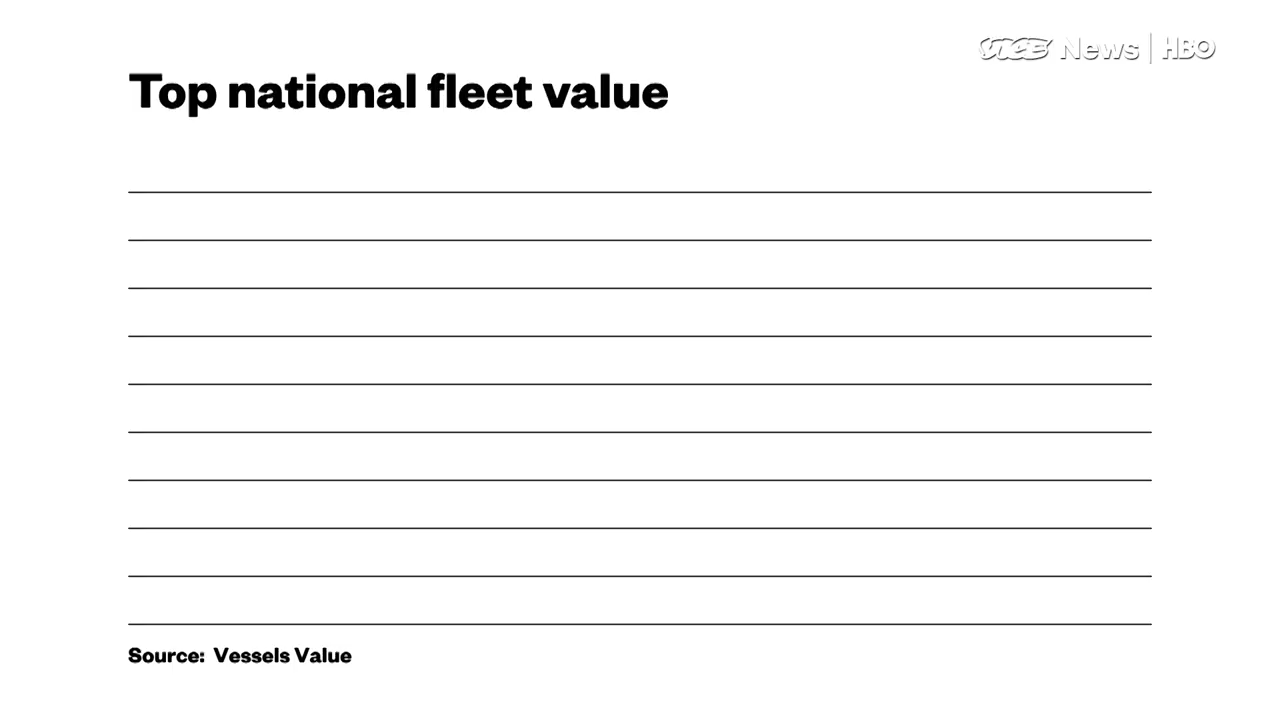 VICE News | HBO
Top national fleet value
Source: Vessels Value